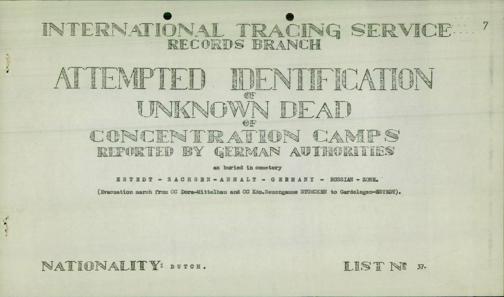 7
INTERNATIONAL TRACING SERVICE
RECORDS BRANCH
ATTEMPTED IDENTIFICATION
OF
UNKNOWN DEAD
OF
CONCENTRATION CAMPS
REPORTED BY GERMAN AUTHORITIES
as buried in cemetery
ESTEDT - SACHSEN-ANHALT - GERMANY - RUSSIAN - ZONE.
(Evacuation march from CC Dora-Mittelbau and CC Kdo.Neuengamme to Gardelegen-ESTEDT).
NATIONALITY: DUTCH.
LIST Nº 37.